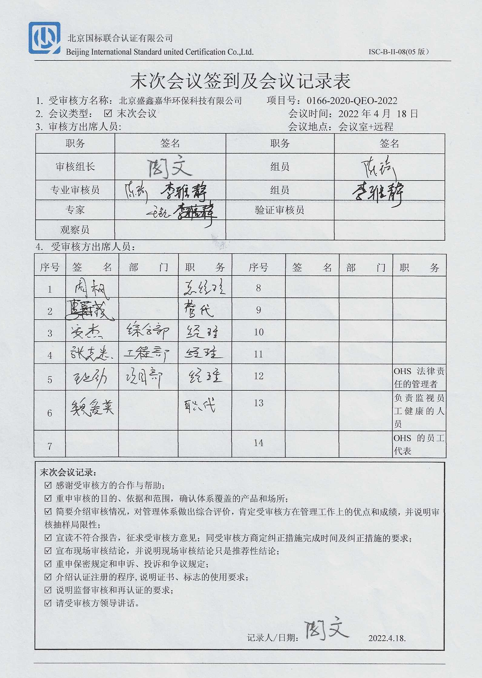 北京国标联合认证有限公司
Beijing International Standard united Certification Co.,Ltd.
ISC-B-II-08(05 版)
末次会议签到及会议记录表
1. 受审核方名称: 北京盛鑫嘉华环保科技有限公司 项目号: 0166-2020-QEO-2022
2. 会议类型: ☑ 末次会议 会议时间: 2022 年 4 月 18 日
3. 审核方出席人员: 会议地点: 会议室+远程
职务 签名 职务 签名
审核组长 阎文 组员
专业审核员 李雅静 组员 李雅静
专家 李雅静 验证审核员
观察员
4. 受审核方出席人员:
序号 签 名 部 门 职 务 序号 签 名 部 门 职 务
1 总经理 8
2 管代 9
3 安杰 综合部 经理 10
4 工程部 经理 11
5 项目部 经理 12 OHS 法律责任的管理者
6 魏爱英 职代 13 负责监视员工健康的人员
7 14 OHS 的员工代表
末次会议记录:
☑ 感谢受审核方的合作与帮助;
☑ 重申审核的目的、依据和范围,确认体系覆盖的产品和场所;
☑ 简要介绍审核情况,对管理体系做出综合评价,肯定受审核方在管理工作上的优点和成绩,并说明审
核抽样局限性;
☑ 宣读不符合报告,征求受审核方意见;同受审核方商定纠正措施完成时间及纠正措施的要求;
☑ 宣布现场审核结论,并说明现场审核结论只是推荐性结论;
☑ 重申保密规定和申诉、投诉和争议规定;
☑ 介绍认证注册的程序,说明证书、标志的使用要求;
☑ 说明监督审核和再认证的要求;
☑ 请受审核方领导讲话。
记录人/日期: 阎文 2022.4.18.